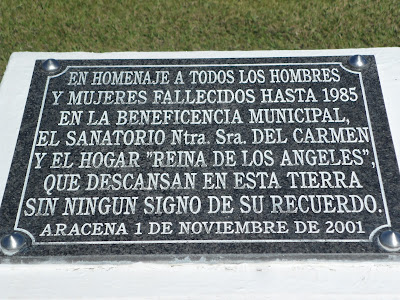 EN HOMENAJE A TODOS LOS HOMBRES
Y MUJERES FALLECIDOS HASTA 1985
EN LA BENEFICENCIA MUNICIPAL,
EL SANATORIO Ntra. Sra. DEL CARMEN
Y EL HOGAR "REINA DE LOS ANGELES",
QUE DESCANSAN EN ESTA TIERRA
SIN NINGUN SIGNO DE SU RECUERDO.
ARACENA 1 DE NOVIEMBRE DE 2001